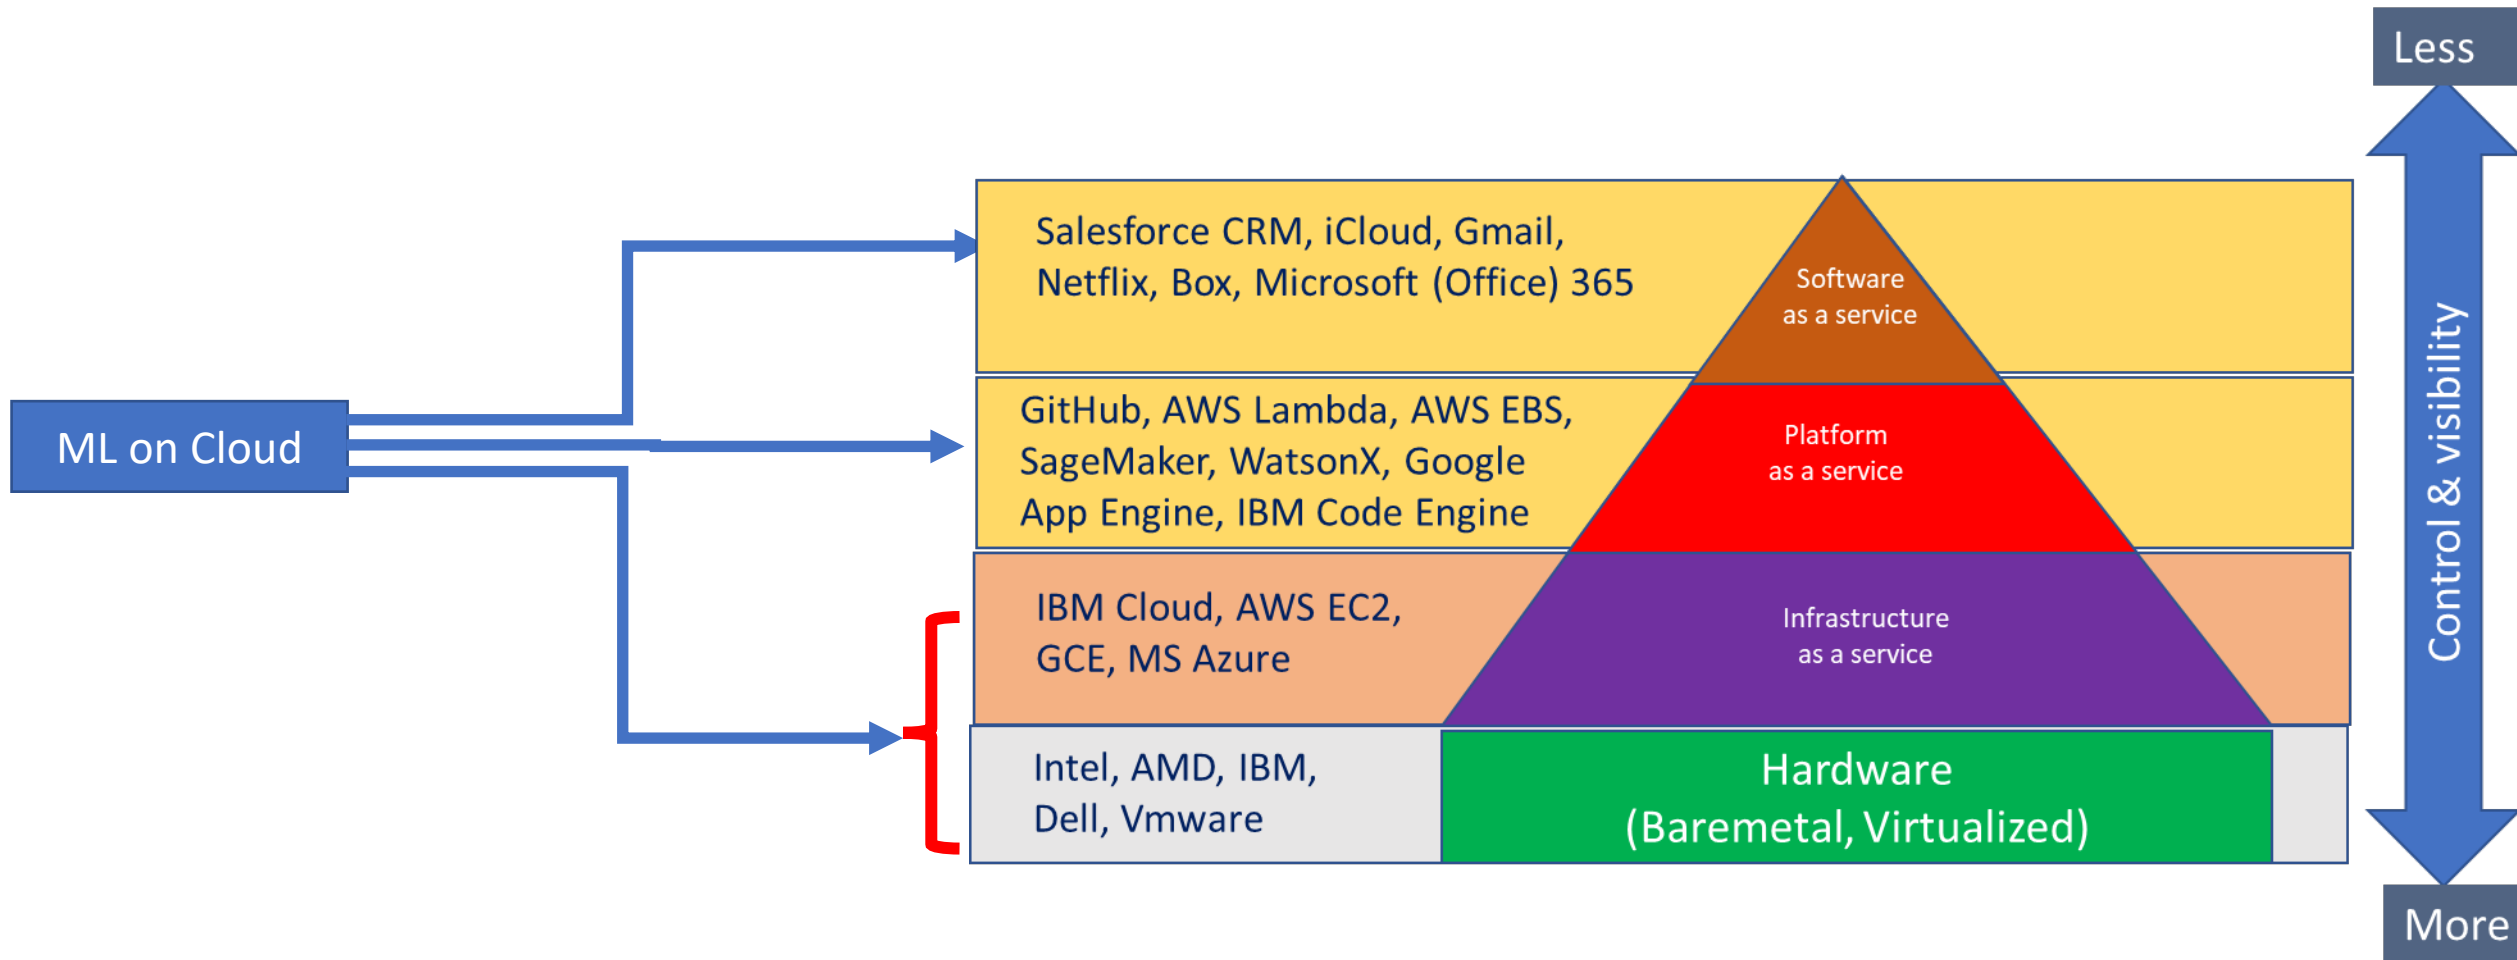 Less
Salesforce CRM, iCloud, Gmail,
Netflix, Box, Microsoft (Office) 365
Software
as a service
ML on Cloud
GitHub, AWS Lambda, AWS EBS,
SageMaker, WatsonX, Google
App Engine, IBM Code Engine
Platform
as a service
Control & visibility
IBM Cloud, AWS EC2,
GCE, MS Azure
Infrastructure
as a service
Intel, AMD, IBM,
Dell, Vmware
Hardware
(Baremetal, Virtualized)
More